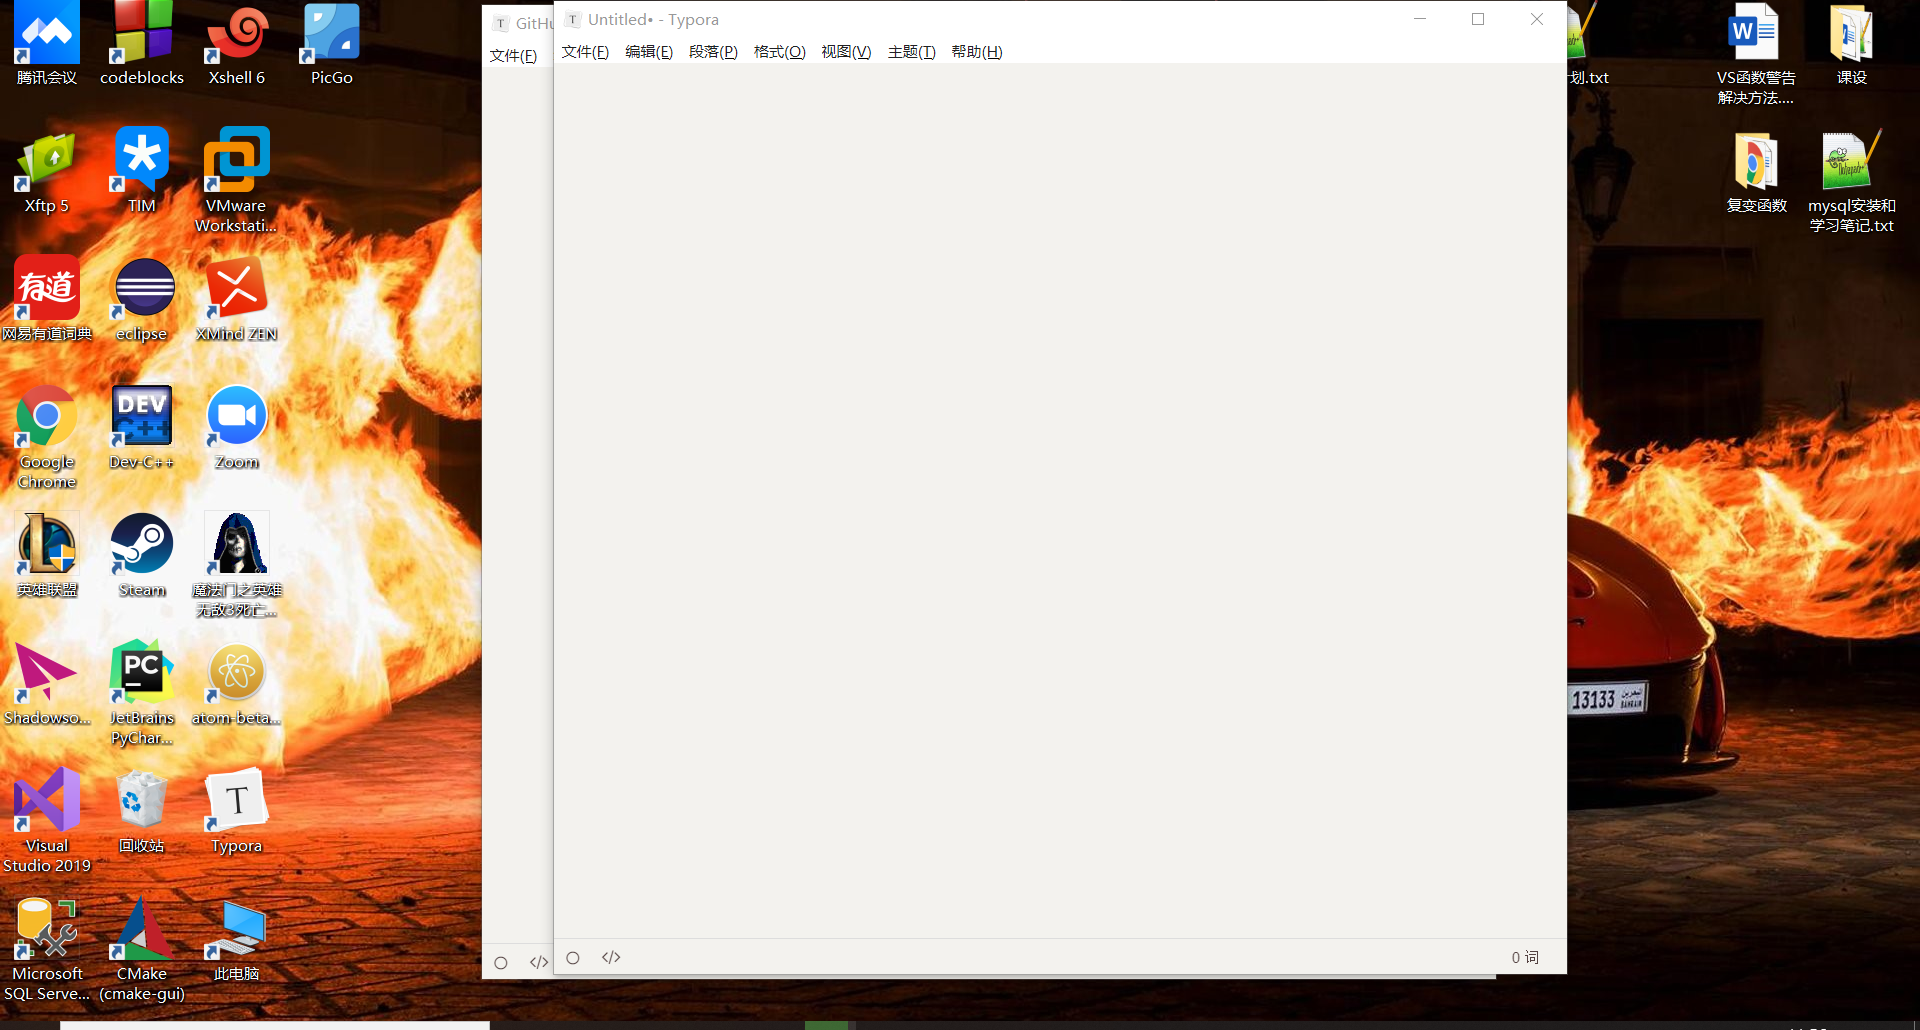 腾讯会议
codeblocks
Xshell 6
PicGo
Xftp 5
TIM
VMware
Workstati...
有道
网易有道词典
eclipse
XMind ZEN
Google
Chrome
DEV
C++
Dev-C++
Zoom
英雄联盟
Steam
魔法门之英雄
无敌3死亡...
Shadowso...
PC
JetBrains
PyChar...
atom-beta...
Visual
Studio 2019
回收站
T
Typora
Microsoft
SQL Serve...
CMake
(cmake-gui)
此电脑
T GitHu
文件(F)
</>
T Untitled• - Typora
文件(F) 编辑(E) 段落(P) 格式(O) 视图(V) 主题(T) 帮助(H)
</>
0 词
划.txt
W
VS函数警告
解决方法....
课设
复变函数
mysql安装和
学习笔记.txt
13133
BAHRAIN